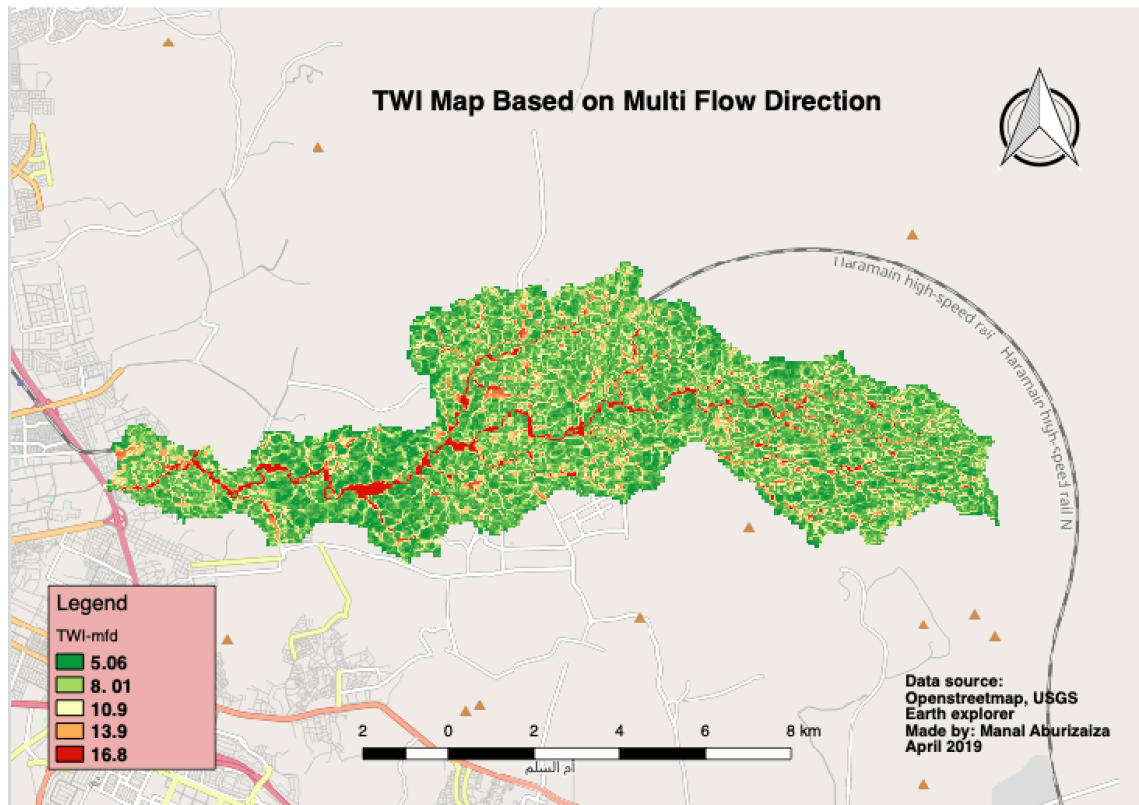 TWI Map Based on Multi Flow Direction
Haramain high-speed rail
Haramain high-speed rail N
Legend
TWI-mfd
5.06
8. 01
10.9
13.9
16.8
2 0 2 4 6 8 km
أم السلم
Data source:
Openstreetmap, USGS
Earth explorer
Made by: Manal Aburizaiza
April 2019